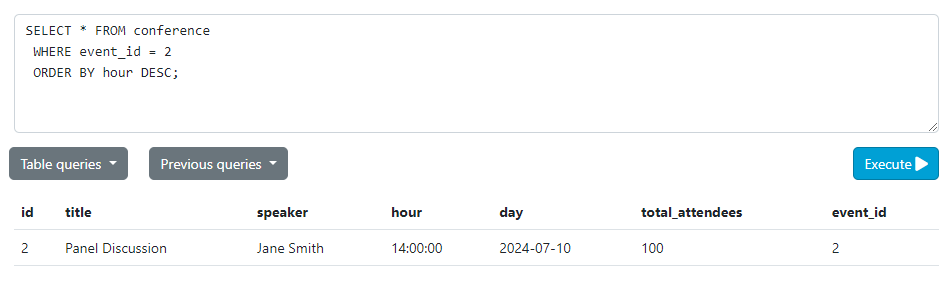 SELECT * FROM conference
WHERE event_id = 2
ORDER BY hour DESC;
Table queries Previous queries Execute
id title speaker hour day total_attendees event_id
2 Panel Discussion Jane Smith 14:00:00 2024-07-10 100 2